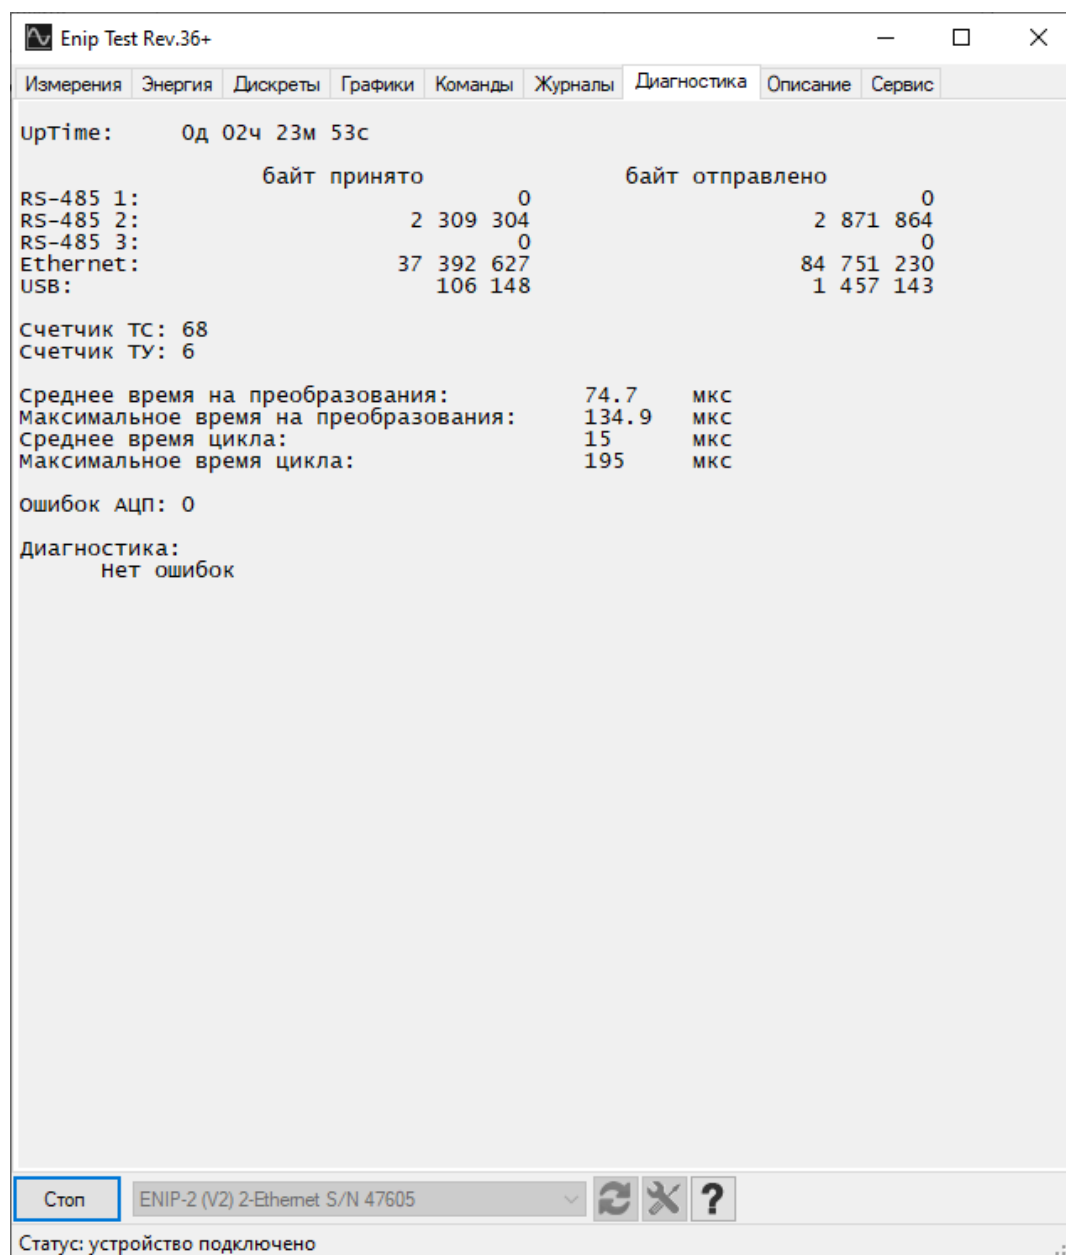 Enip Test Rev.36+
Измерения Энергия Дискреты Графики Команды Журналы Диагностика Описание Сервис
UpTime: 0д 02ч 23м 53с
байт принято байт отправлено
RS-485 1: 0 0
RS-485 2: 2 309 304 2 871 864
RS-485 3: 0 0
Ethernet: 37 392 627 84 751 230
USB: 106 148 1 457 143
Счетчик ТС: 68
Счетчик ТУ: 6
Среднее время на преобразования: 74.7 мкс
Максимальное время на преобразования: 134.9 мкс
Среднее время цикла: 15 мкс
Максимальное время цикла: 195 мкс
Ошибок АЦП: 0
Диагностика:
Нет ошибок
Стоп ENIP-2 (V2) 2-Ethernet S/N 47605 ?
Статус: устройство подключено